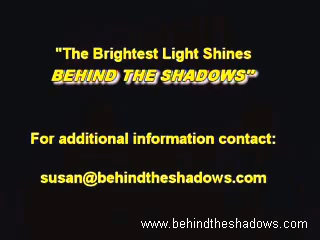 "The Brightest Light Shines
BEHIND THE SHADOWS"
For additional information contact:
susan@behindtheshadows.com
www.behindtheshadows.com